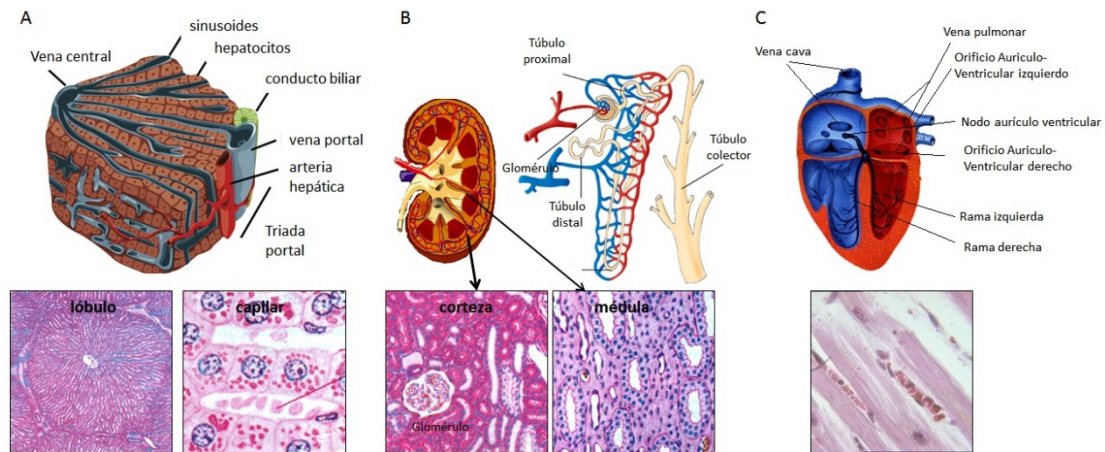 A
sinusoides
hepatocitos
Vena central
conducto biliar
vena portal
arteria
hepática
Triada
portal
lóbulo
capilar
B
Túbulo
proximal
Glomérulo
Túbulo
distal
Túbulo
colector
corteza
médula
Glomérulo
C
Vena pulmonar
Vena cava
Orificio Auriculo-
Ventricular izquierdo
Nodo aurículo ventricular
Orificio Auriculo-
Ventricular derecho
Rama izquierda
Rama derecha